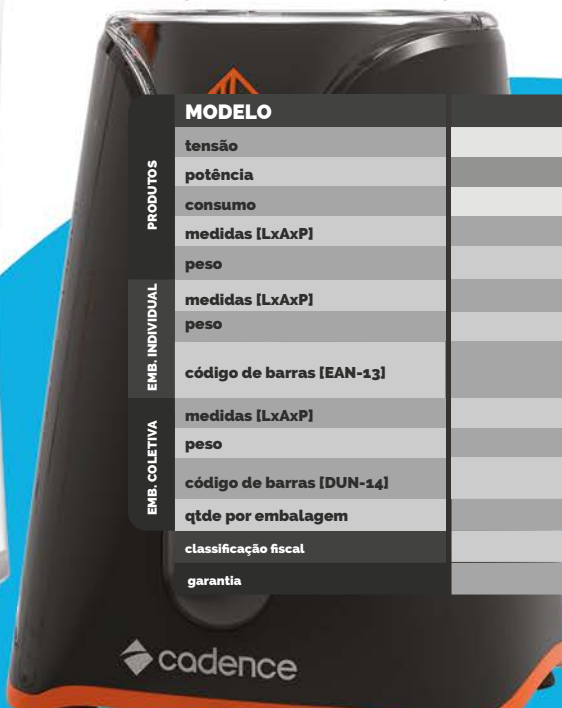 MODELO
PRODUTOS
tensão
potência
consumo
medidas [LxAxP]
peso
EMB. INDIVIDUAL
medidas [LxAxP]
peso
código de barras [EAN-13]
EMB. COLETIVA
medidas [LxAxP]
peso
código de barras [DUN-14]
qtde por embalagem
classificação fiscal
garantia
cadence